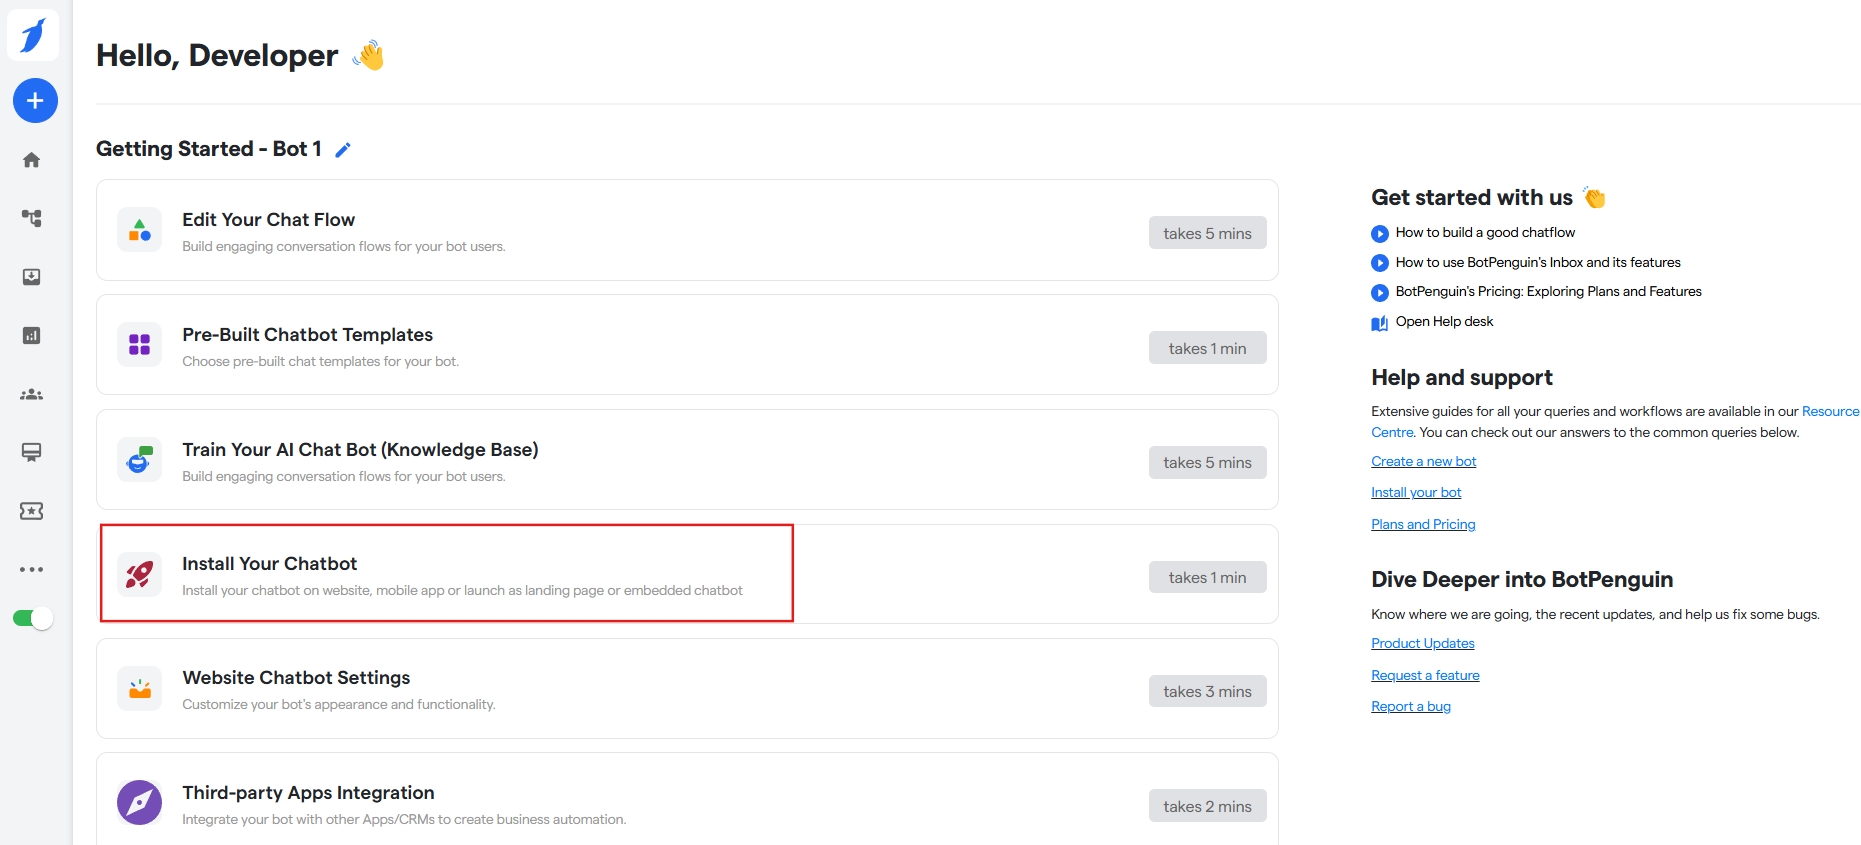 Hello, Developer
Getting Started - Bot 1
Edit Your Chat Flow
Build engaging conversation flows for your bot users.
takes 5 mins
Pre-Built Chatbot Templates
Choose pre-built chat templates for your bot.
takes 1 min
Train Your AI Chat Bot (Knowledge Base)
Build engaging conversation flows for your bot users.
takes 5 mins
Install Your Chatbot
Install your chatbot on website, mobile app or launch as landing page or embedded chatbot
takes 1 min
Website Chatbot Settings
Customize your bot's appearance and functionality.
takes 3 mins
Third-party Apps Integration
Integrate your bot with other Apps/CRMs to create business automation.
takes 2 mins
Get started with us
How to build a good chatflow
How to use BotPenguin's Inbox and its features
BotPenguin's Pricing: Exploring Plans and Features
Open Help desk
Help and support
Extensive guides for all your queries and workflows are available in our Resource
Centre. You can check out our answers to the common queries below.
Create a new bot
Install your bot
Plans and Pricing
Dive Deeper into BotPenguin
Know where we are going, the recent updates, and help us fix some bugs.
Product Updates
Request a feature
Report a bug